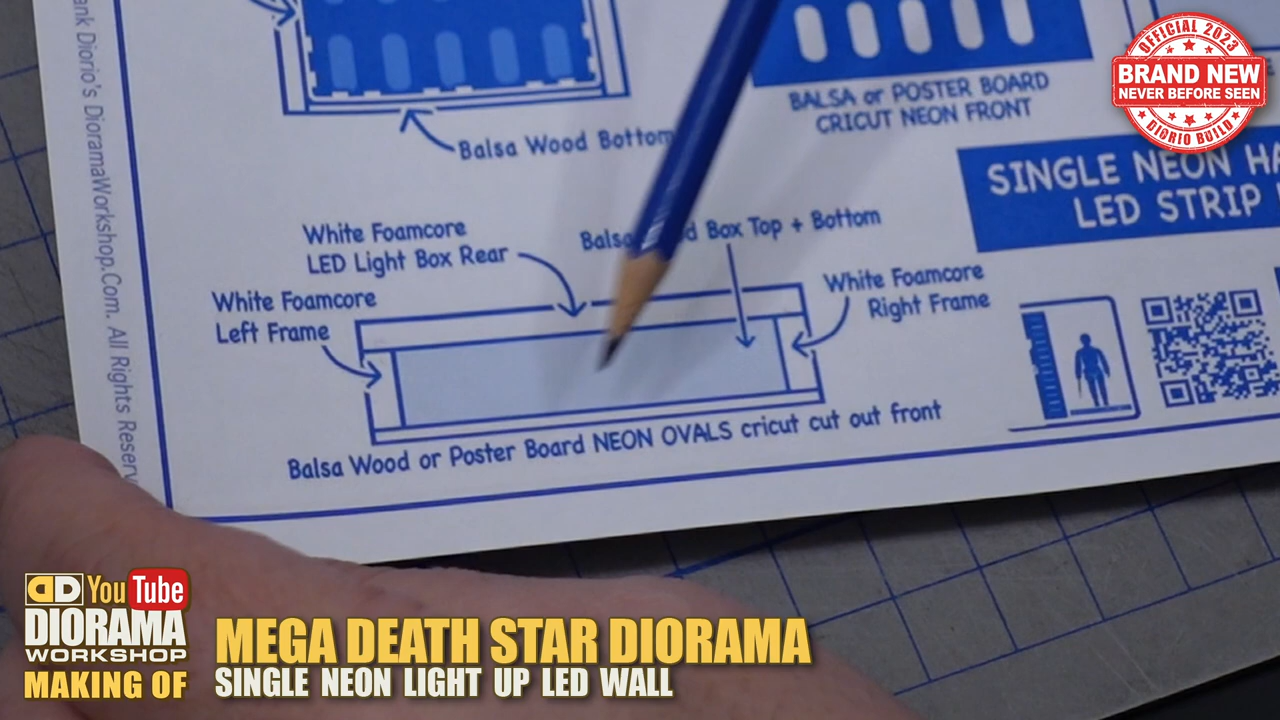 OFFICIAL 2023
BRAND NEW
NEVER BEFORE SEEN
DIORIO BUILD
BALSA or POSTER BOARD
CRICUT NEON FRONT
Balsa Wood Bottom
SINGLE NEON
LED STRIP
White Foamcore
LED Light Box Rear
Box Top + Bottom
White Foamcore
Left Frame
White Foamcore
Right Frame
Balsa Wood or Poster Board NEON OVALS cricut cut out front
Diorio's DioramaWorkshop.Com. All Rights
DD YouTube
DIORAMA
WORKSHOP
MAKING OF
MEGA DEATH STAR DIORAMA
SINGLE NEON LIGHT UP LED WALL